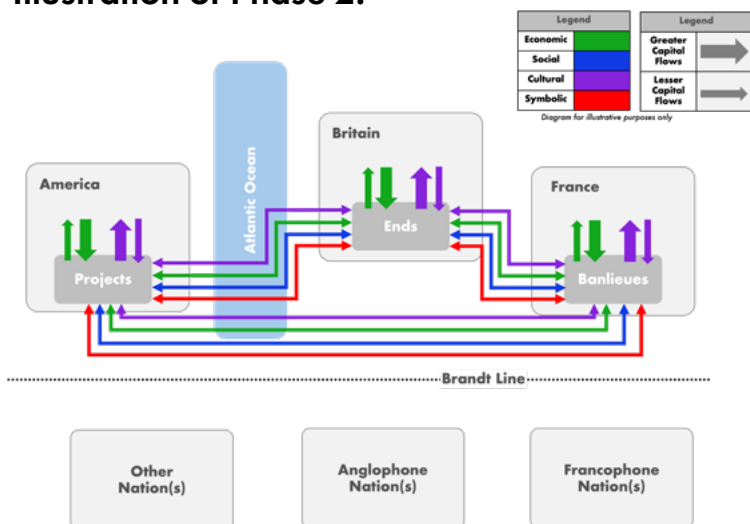 Illustration of Phase 2:
Legend
Economic
Social
Cultural
Symbolic
Legend
Greater
Capital
Flows
Lesser
Capital
Flows
Diagram for illustrative purposes only
Britain
America
Atlantic Ocean
France
Ends
Projects
Banlieues
Brandt Line
Other
Nation(s)
Anglophone
Nation(s)
Francophone
Nation(s)